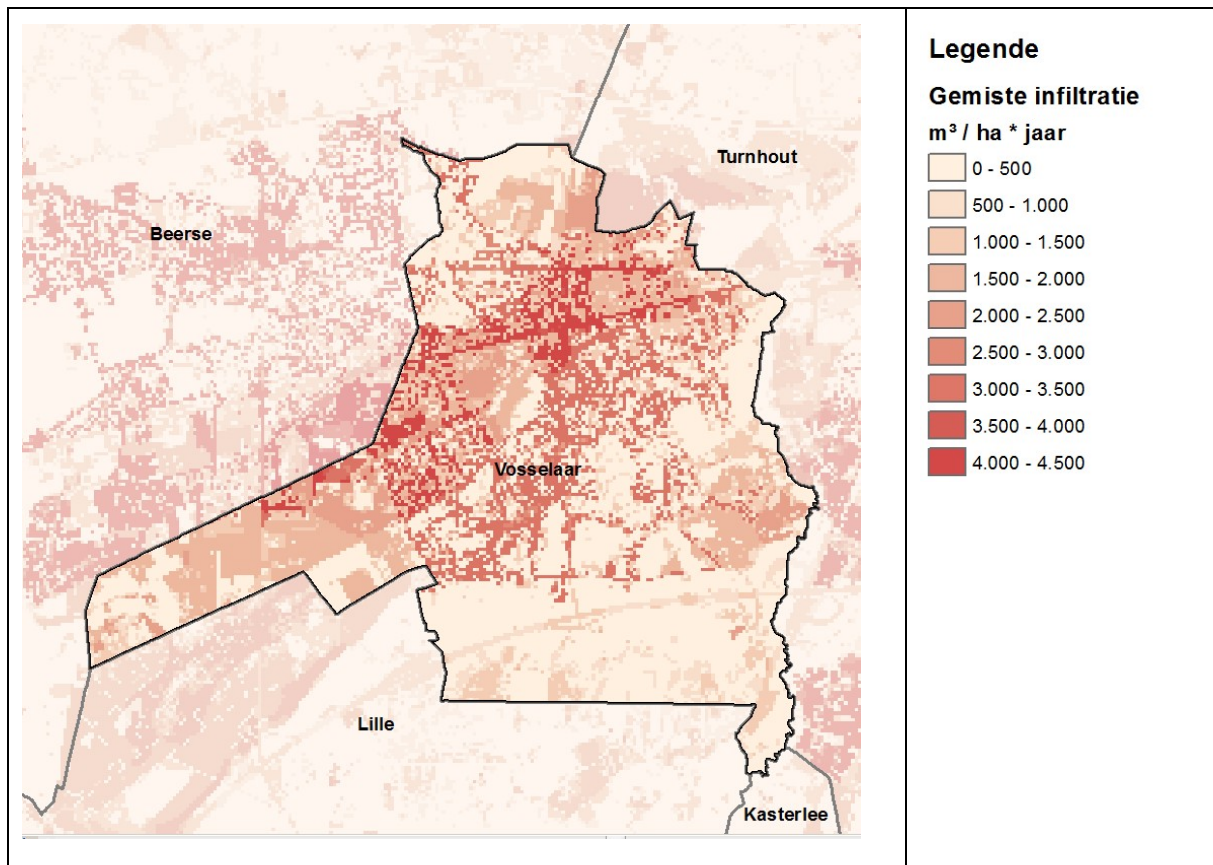 Turnhout
Beerse
Vosselaar
Lille
Kasterlee
Legende
Gemiste infiltratie
m³ / ha * jaar
0 - 500
500 - 1.000
1.000 - 1.500
1.500 - 2.000
2.000 - 2.500
2.500 - 3.000
3.000 - 3.500
3.500 - 4.000
4.000 - 4.500